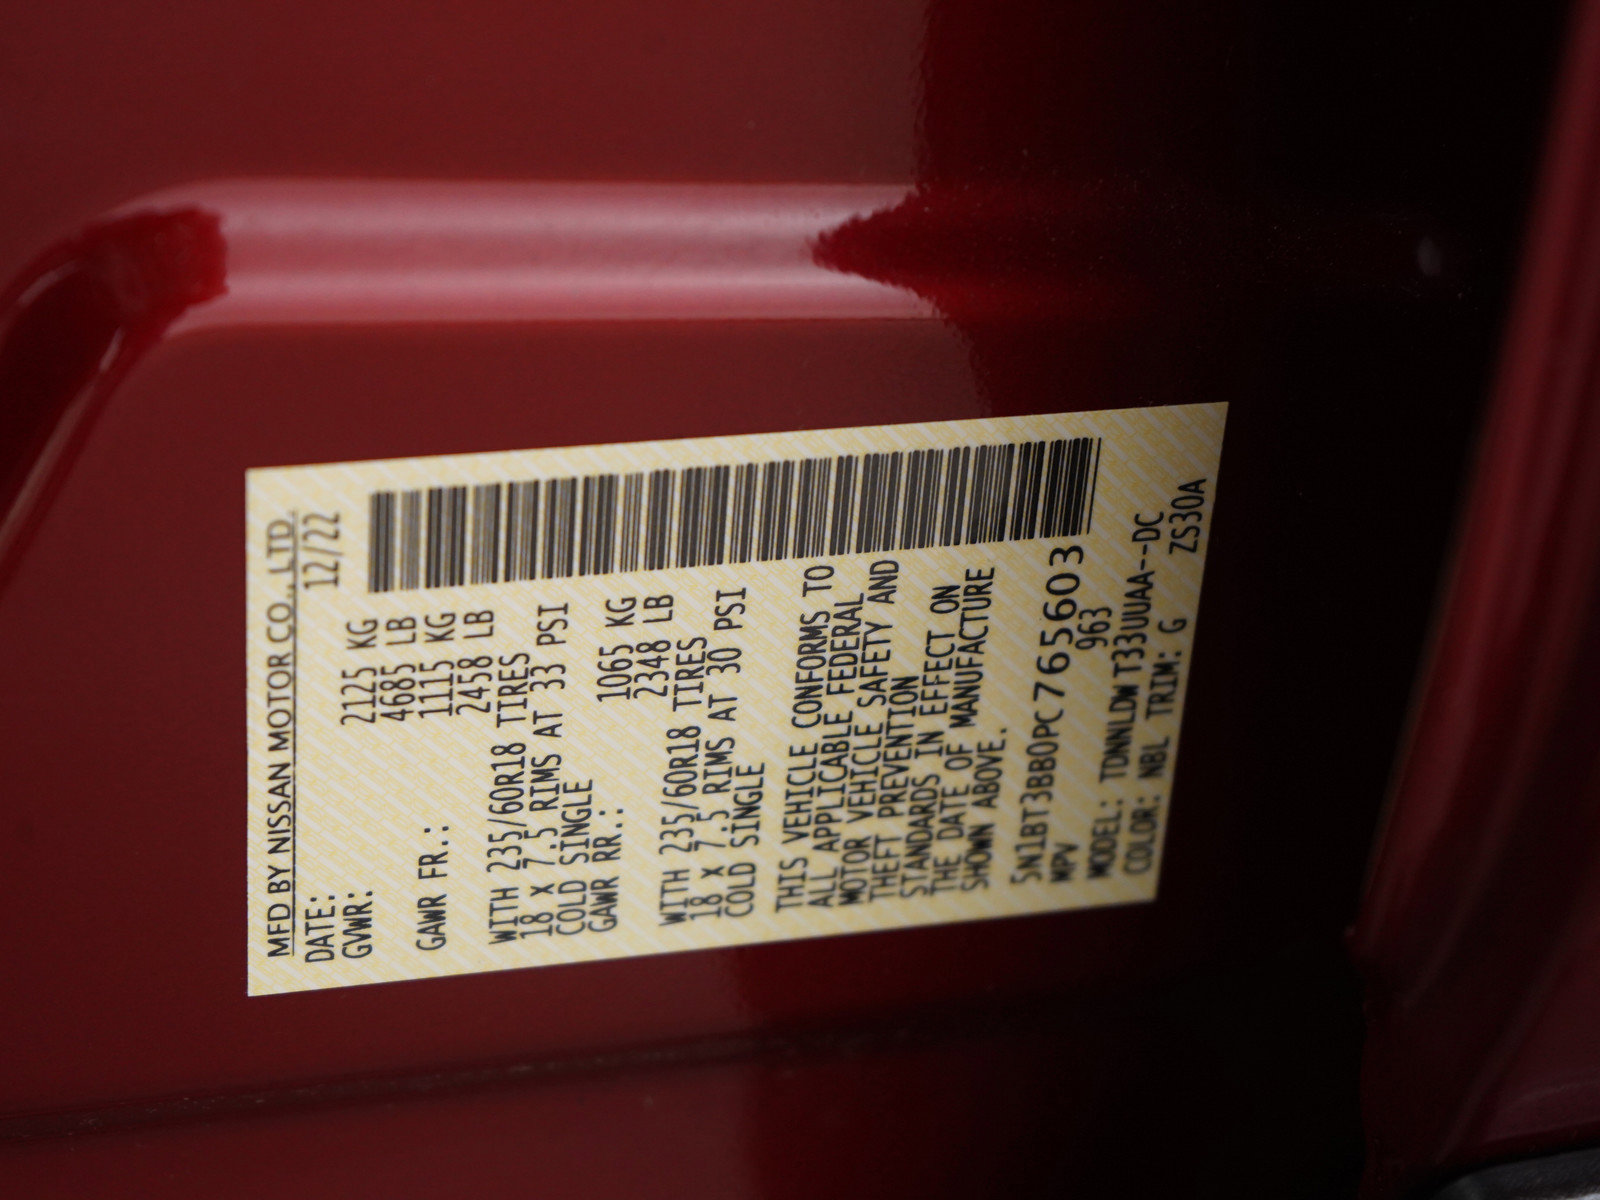 MFD BY NISSAN MOTOR CO., LTD.
DATE: 12/22
GVWR: 2125 KG
4685 LB
GAWR FR.: 1115 KG
2458 LB
WITH 235/60R18 TIRES
18 X 7.5 RIMS AT 33 PSI
COLD SINGLE
GAWR RR.: 1065 KG
2348 LB
WITH 235/60R18 TIRES
18 X 7.5 RIMS AT 30 PSI
COLD SINGLE
THIS VEHICLE CONFORMS TO
ALL APPLICABLE FEDERAL
MOTOR VEHICLE SAFETY AND
THEFT PREVENTION
STANDARDS IN EFFECT ON
THE DATE OF MANUFACTURE
SHOWN ABOVE.
5N1BT3BB0PC765603
MPV 963
MODEL: TDNNLDWT33UUAA--DC
COLOR: NBL TRIM: G ZS30A